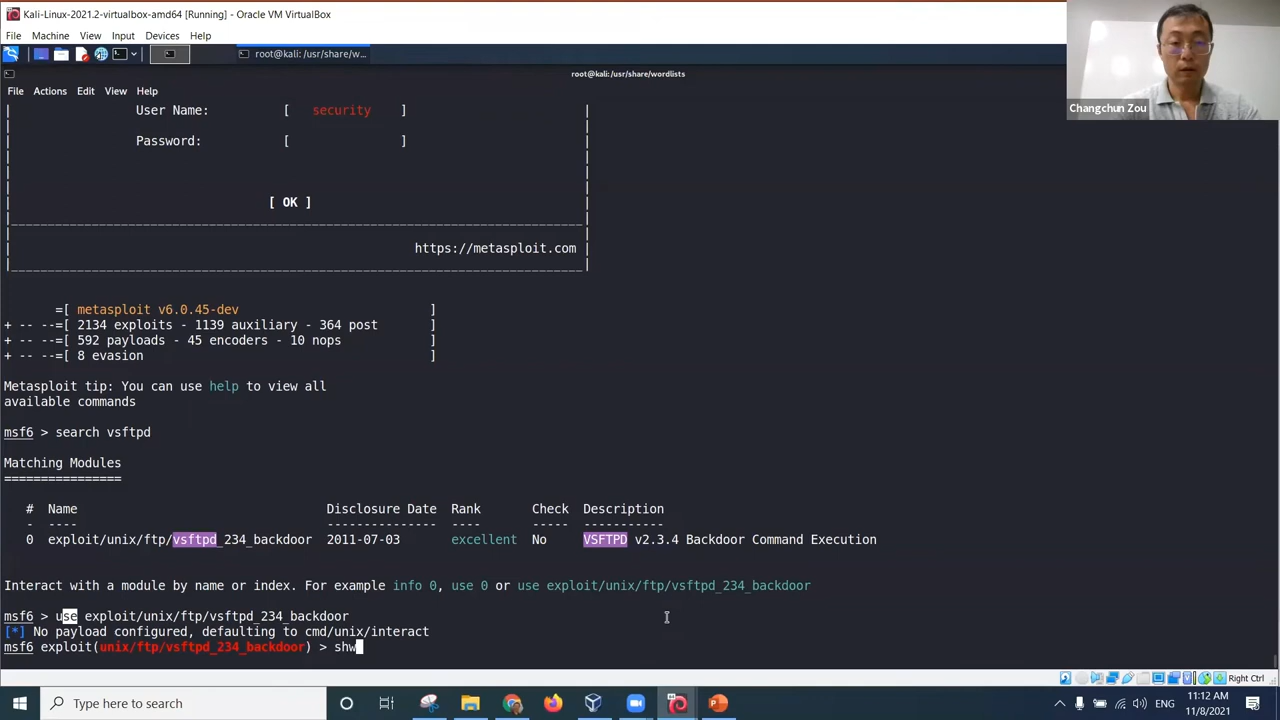 Kali-Linux-2021.2-virtualbox-amd64 [Running] - Oracle VM VirtualBox
File Machine View Input Devices Help
root@kali: /usr/share/w...
root@kali: /usr/share/wordlists
File Actions Edit View Help
Changchun Zou
| User Name: [ security ] |
| Password: [ ] |
| [ OK ] |
|______________________________________________________________________________|
| https://metasploit.com |
|______________________________________________________________________________|
=[ metasploit v6.0.45-dev ]
+ -- --=[ 2134 exploits - 1139 auxiliary - 364 post ]
+ -- --=[ 592 payloads - 45 encoders - 10 nops ]
+ -- --=[ 8 evasion ]
Metasploit tip: You can use help to view all
available commands
msf6 > search vsftpd
Matching Modules
================
# Name Disclosure Date Rank Check Description
- ---- --------------- ---- ----- -----------
0 exploit/unix/ftp/vsftpd_234_backdoor 2011-07-03 excellent No VSFTPD v2.3.4 Backdoor Command Execution
Interact with a module by name or index. For example info 0, use 0 or use exploit/unix/ftp/vsftpd_234_backdoor
msf6 > use exploit/unix/ftp/vsftpd_234_backdoor
[*] No payload configured, defaulting to cmd/unix/interact
msf6 exploit(unix/ftp/vsftpd_234_backdoor) > shw
Right Ctrl
Type here to search
ENG
11:12 AM
11/8/2021